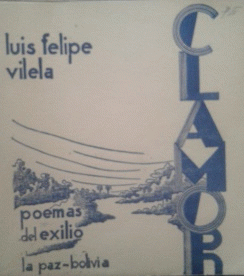 luis felipe
vilela
CLAMOR
poemas
del exilio
la paz-bolivia